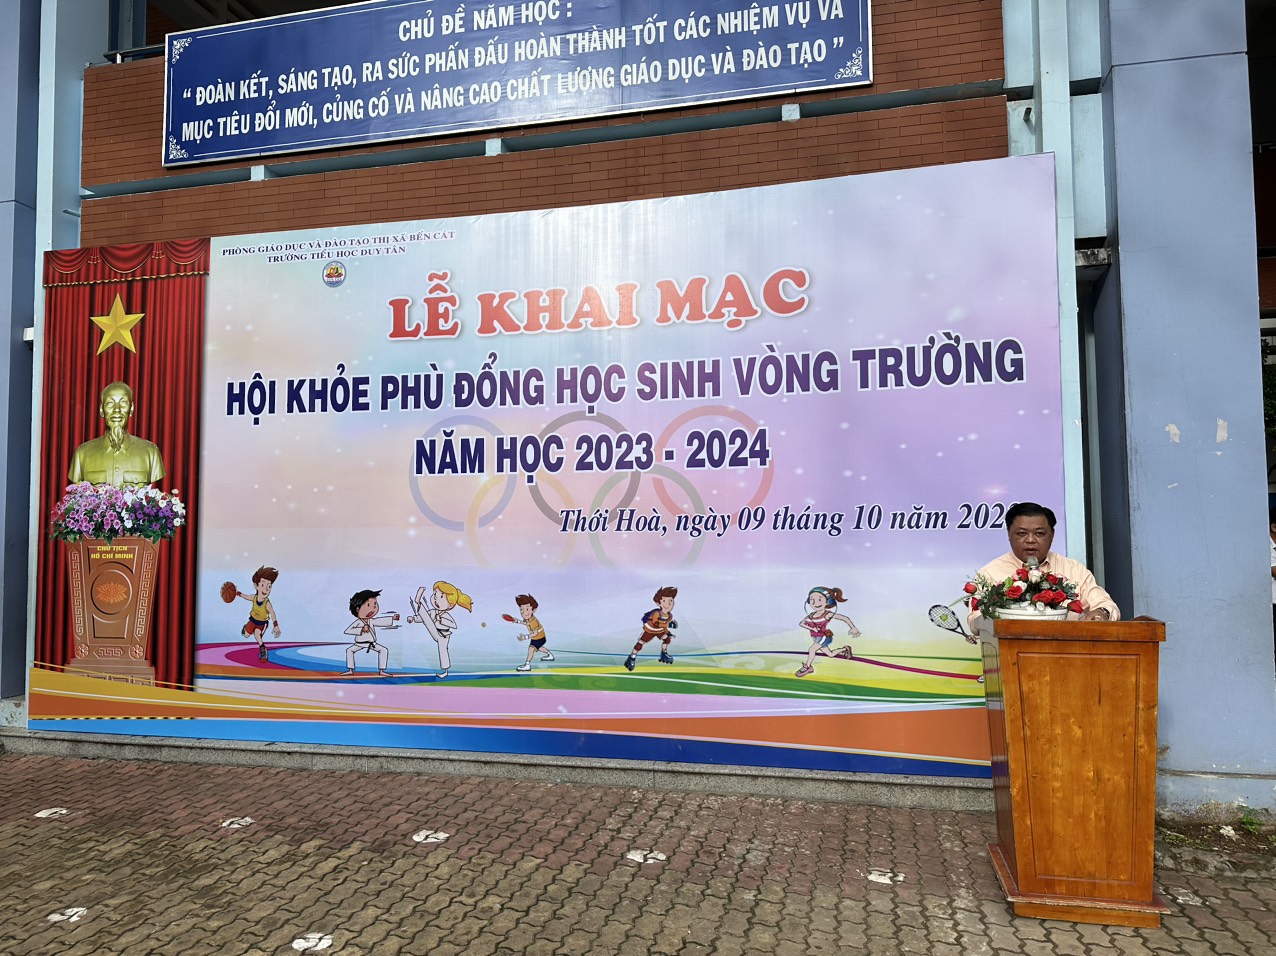 CHỦ ĐỀ NĂM HỌC :
“ ĐOÀN KẾT, SÁNG TẠO, RA SỨC PHẤN ĐẤU HOÀN THÀNH TỐT CÁC NHIỆM VỤ VÀ
MỤC TIÊU ĐỔI MỚI, CỦNG CỐ VÀ NÂNG CAO CHẤT LƯỢNG GIÁO DỤC VÀ ĐÀO TẠO ”
PHÒNG GIÁO DỤC VÀ ĐÀO TẠO THỊ XÃ BẾN CÁT
TRƯỜNG TIỂU HỌC DUY TÂN
LỄ KHAI MẠC
HỘI KHỎE PHÙ ĐỔNG HỌC SINH VÒNG TRƯỜNG
NĂM HỌC 2023 - 2024
Thới Hoà, ngày 09 tháng 10 năm 202
CHỦ TỊCH
HỒ CHÍ MINH